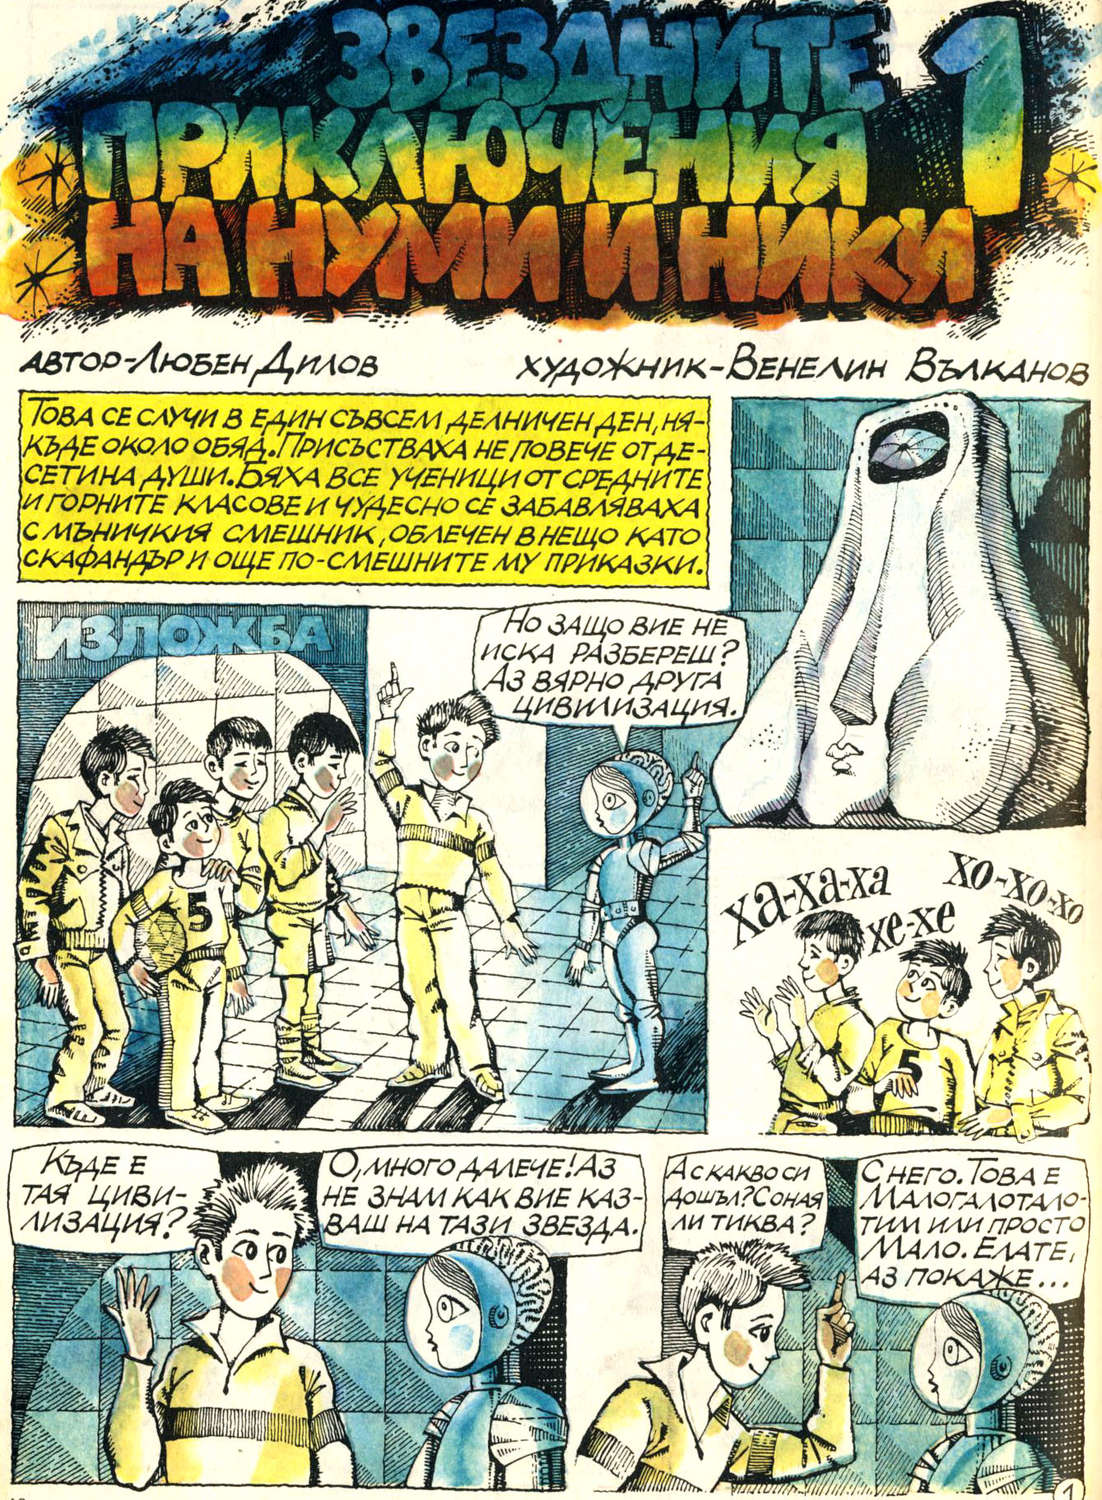 ЗВЕЗДНИТЕ
ПРИКЛЮЧЕНИЯ
НА НУМИ И НИКИ
1
АВТОР-ЛЮБЕН ДИЛОВ
ХУДОЖНИК-ВЕНЕЛИН ВЪЛКАНОВ
ТОВА СЕ СЛУЧИ В ЕДИН СЪВСЕМ ДЕЛНИЧЕН ДЕН, НЯ-
КЪДЕ ОКОЛО ОБЯД. ПРИСЪСТВАХА НЕ ПОВЕЧЕ ОТ ДЕ-
СЕТИНА ДУШИ. БЯХА ВСЕ УЧЕНИЦИ ОТ СРЕДНИТЕ
И ГОРНИТЕ КЛАСОВЕ И ЧУДЕСНО СЕ ЗАБАВЛЯВАХА
С МЪНИЧКИЯ СМЕШНИК, ОБЛЕЧЕН В НЕЩО КАТО
СКАФАНДЪР И ОЩЕ ПО-СМЕШНИТЕ МУ ПРИКАЗКИ.
ИЗЛОЖБА
НО ЗАЩО ВИЕ НЕ
ИСКА РАЗБЕРЕШ?
АЗ ВЯРНО ДРУГА
ЦИВИЛИЗАЦИЯ.
ХА-ХА-ХА
ХЕ-ХЕ
ХО-ХО-ХО
5
5
КЪДЕ Е
ТАЯ ЦИВИ-
ЛИЗАЦИЯ?
О, МНОГО ДАЛЕЧЕ! АЗ
НЕ ЗНАМ КАК ВИЕ КАЗ-
ВАШ НА ТАЗИ ЗВЕЗДА.
А С КАКВО СИ
ДОШЪЛ? С ОНАЯ
ЛИ ТИКВА?
С НЕГО. ТОВА Е
МАЛОГАЛОТАЛО-
ТИМ ИЛИ ПРОСТО
МАЛО. ЕЛАТЕ,
АЗ ПОКАЖЕ...
1